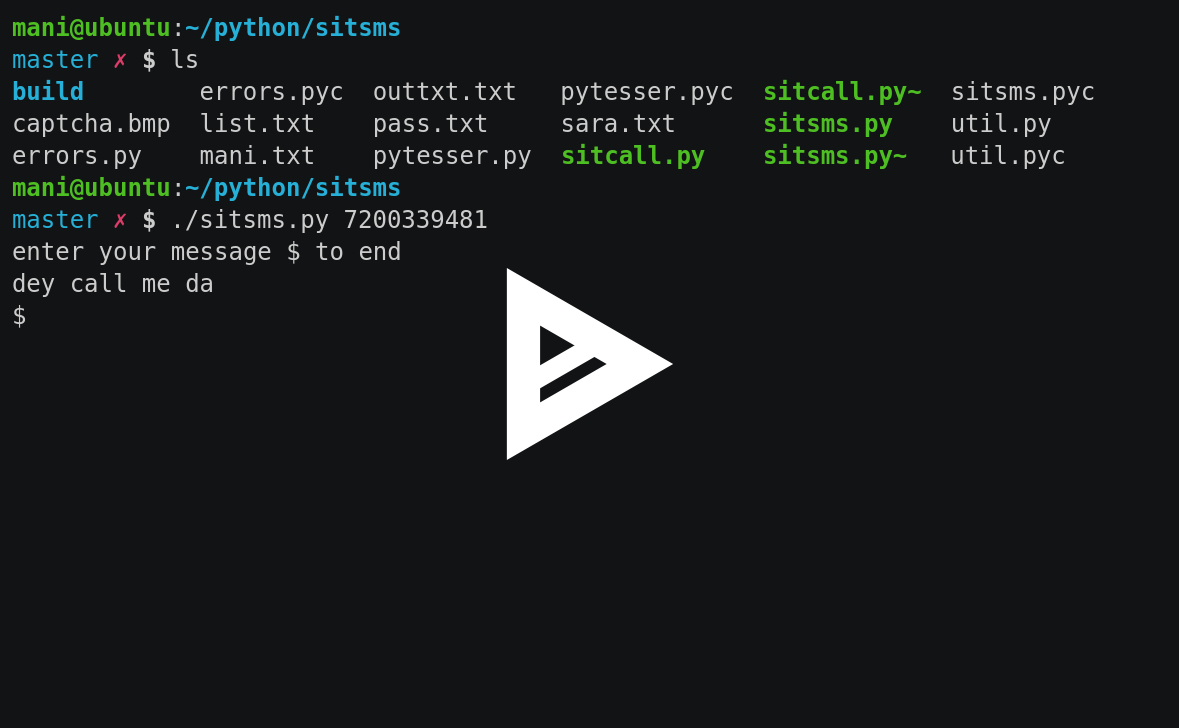 mani@ubuntu:~/python/sitsms
master ✗ $ ls
build        errors.pyc  outtxt.txt   pytesser.pyc  sitcall.py~  sitsms.pyc
captcha.bmp  list.txt    pass.txt     sara.txt      sitsms.py    util.py
errors.py    mani.txt    pytesser.py  sitcall.py    sitsms.py~   util.pyc
mani@ubuntu:~/python/sitsms
master ✗ $ ./sitsms.py 7200339481
enter your message $ to end
dey call me da
$